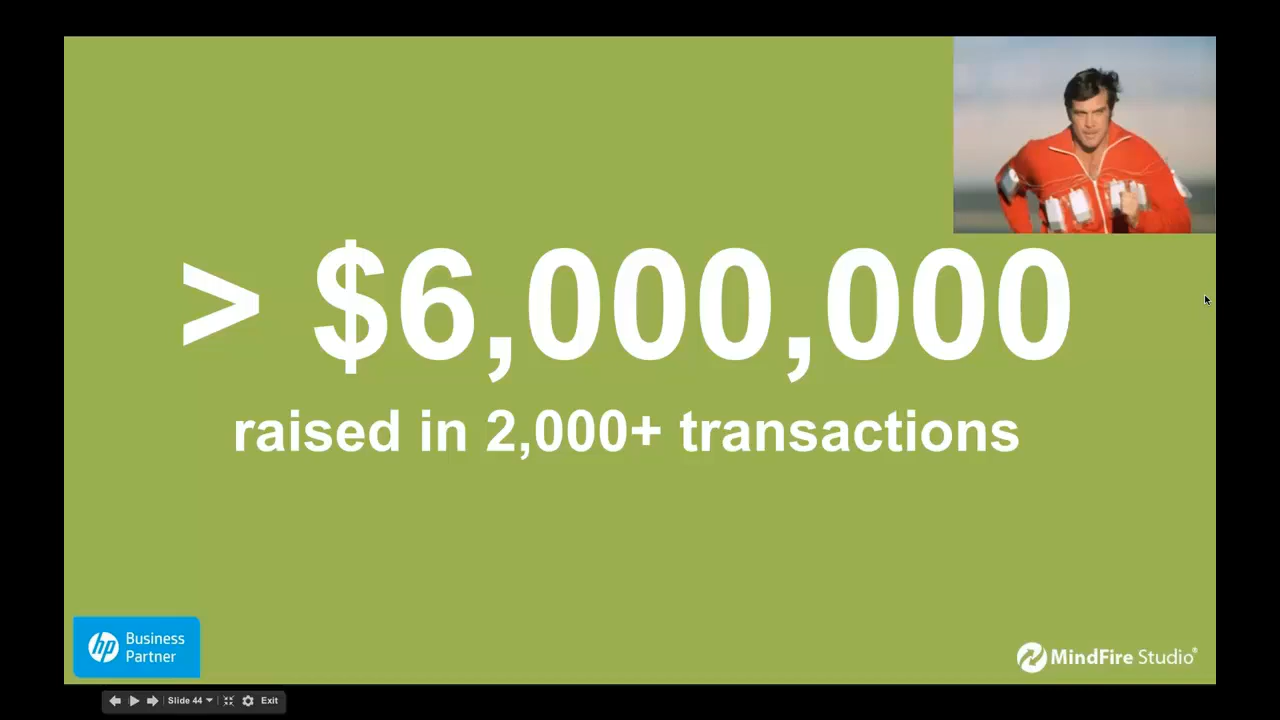 > $6,000,000
raised in 2,000+ transactions
hp Business
Partner
MindFire Studio®
Slide 44
Exit